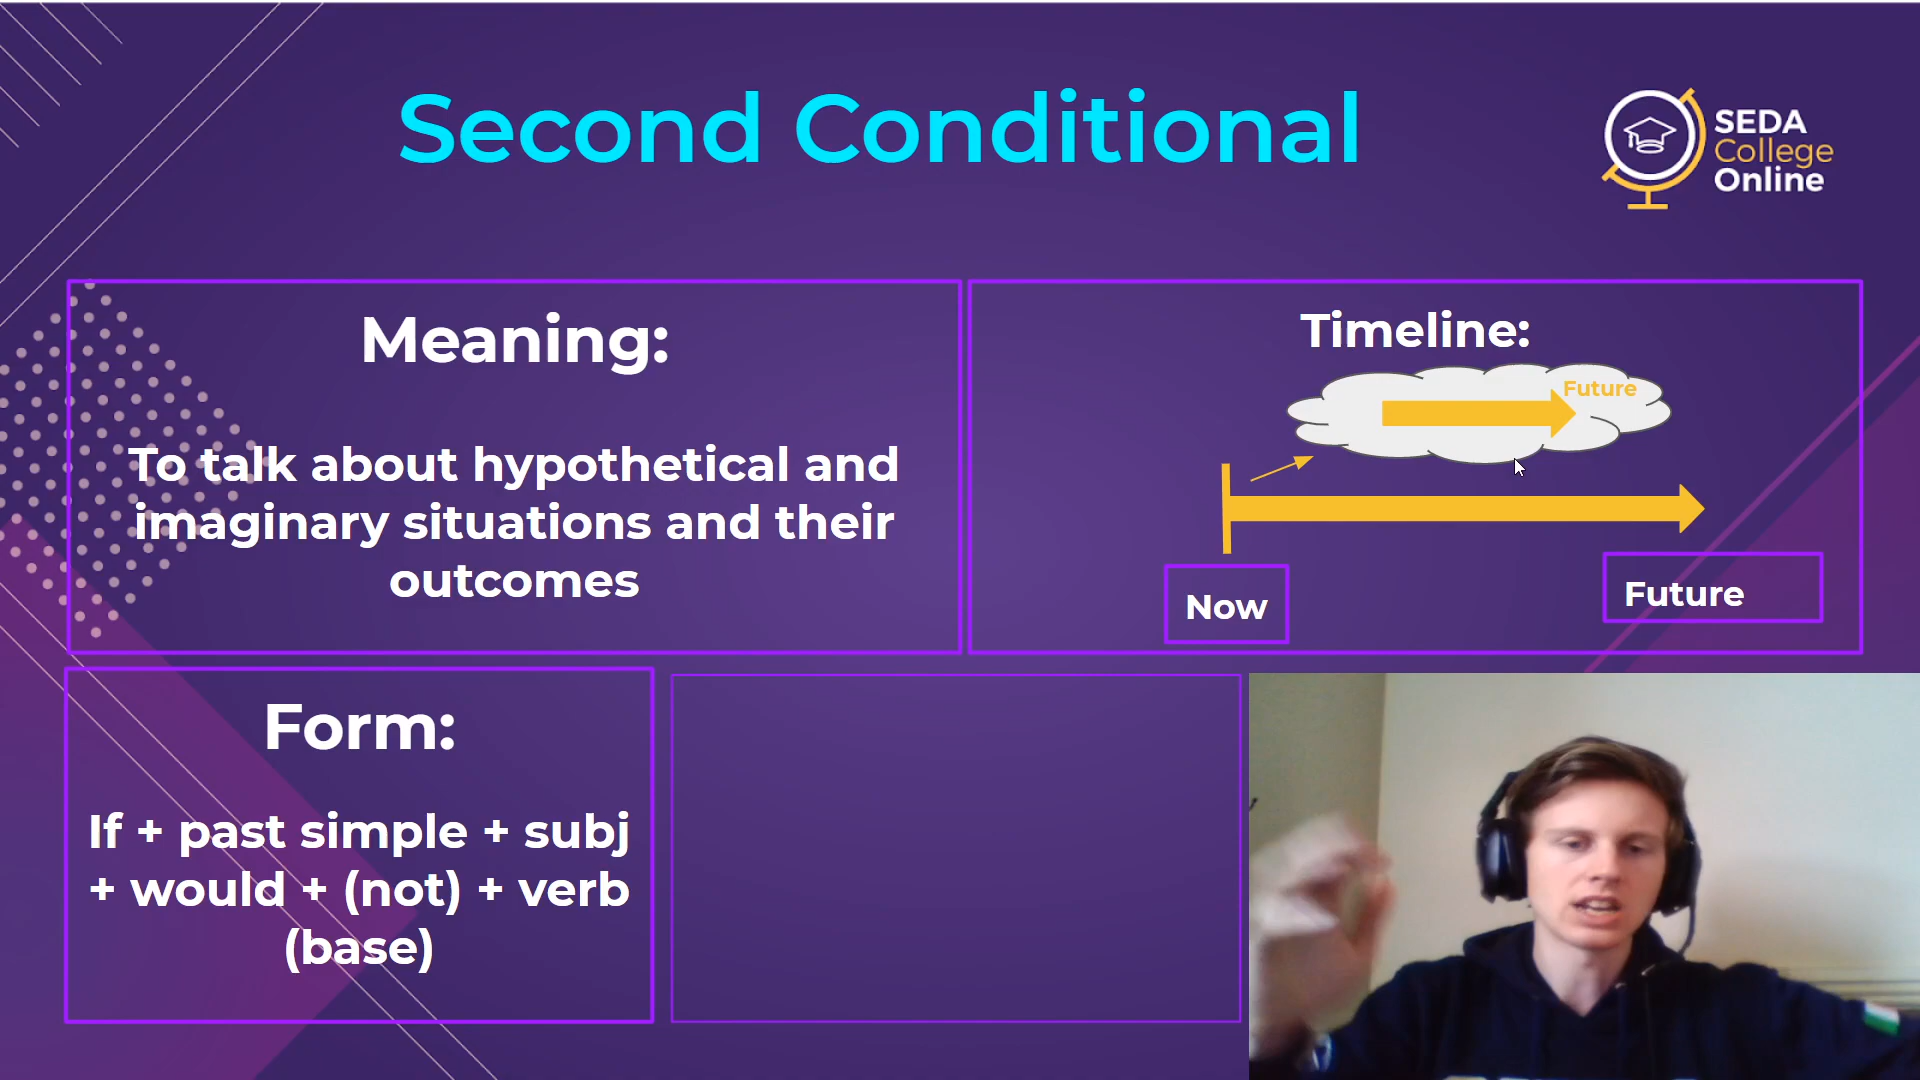 Second Conditional
SEDA
College
Online
Meaning:
To talk about hypothetical and
imaginary situations and their
outcomes
Timeline:
Future
Now
Future
Form:
If + past simple + subj
+ would + (not) + verb
(base)